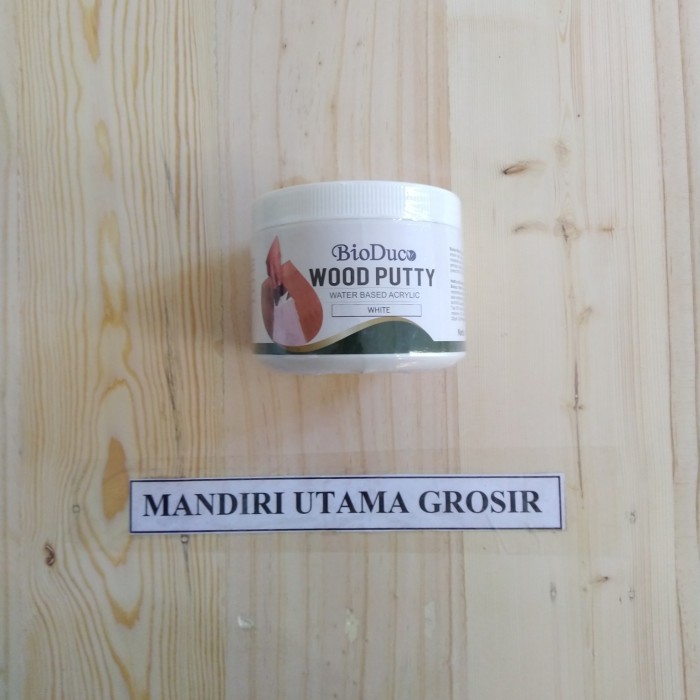 BioDuco
WOOD PUTTY
WATER BASED ACRYLIC
WHITE
MANDIRI UTAMA GROSIR